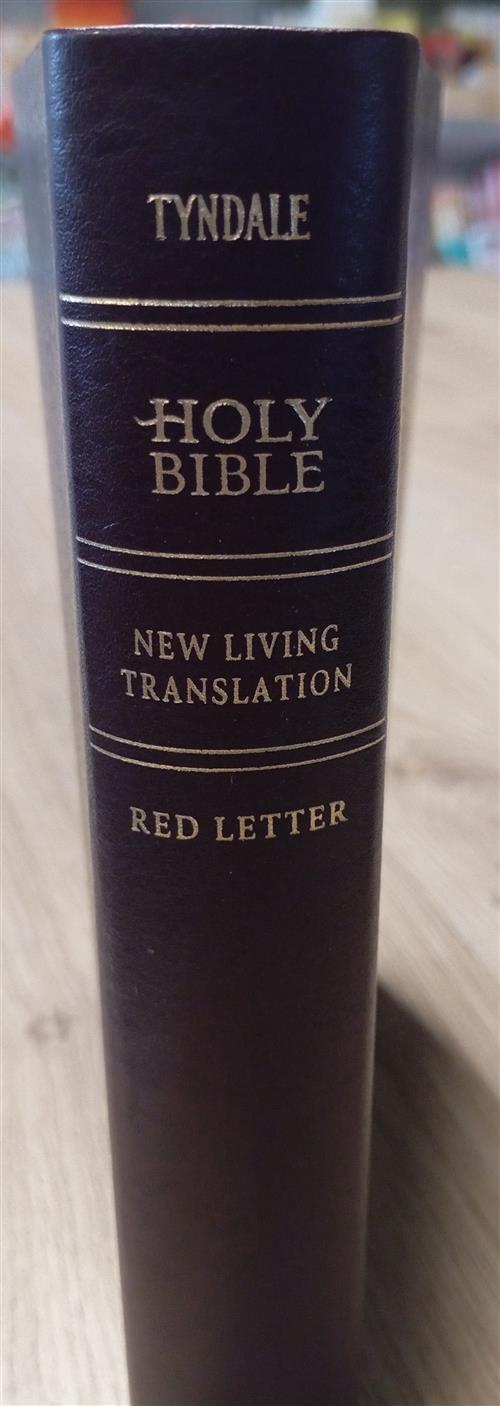 TYNDALE
HOLY
BIBLE
NEW LIVING
TRANSLATION
RED LETTER